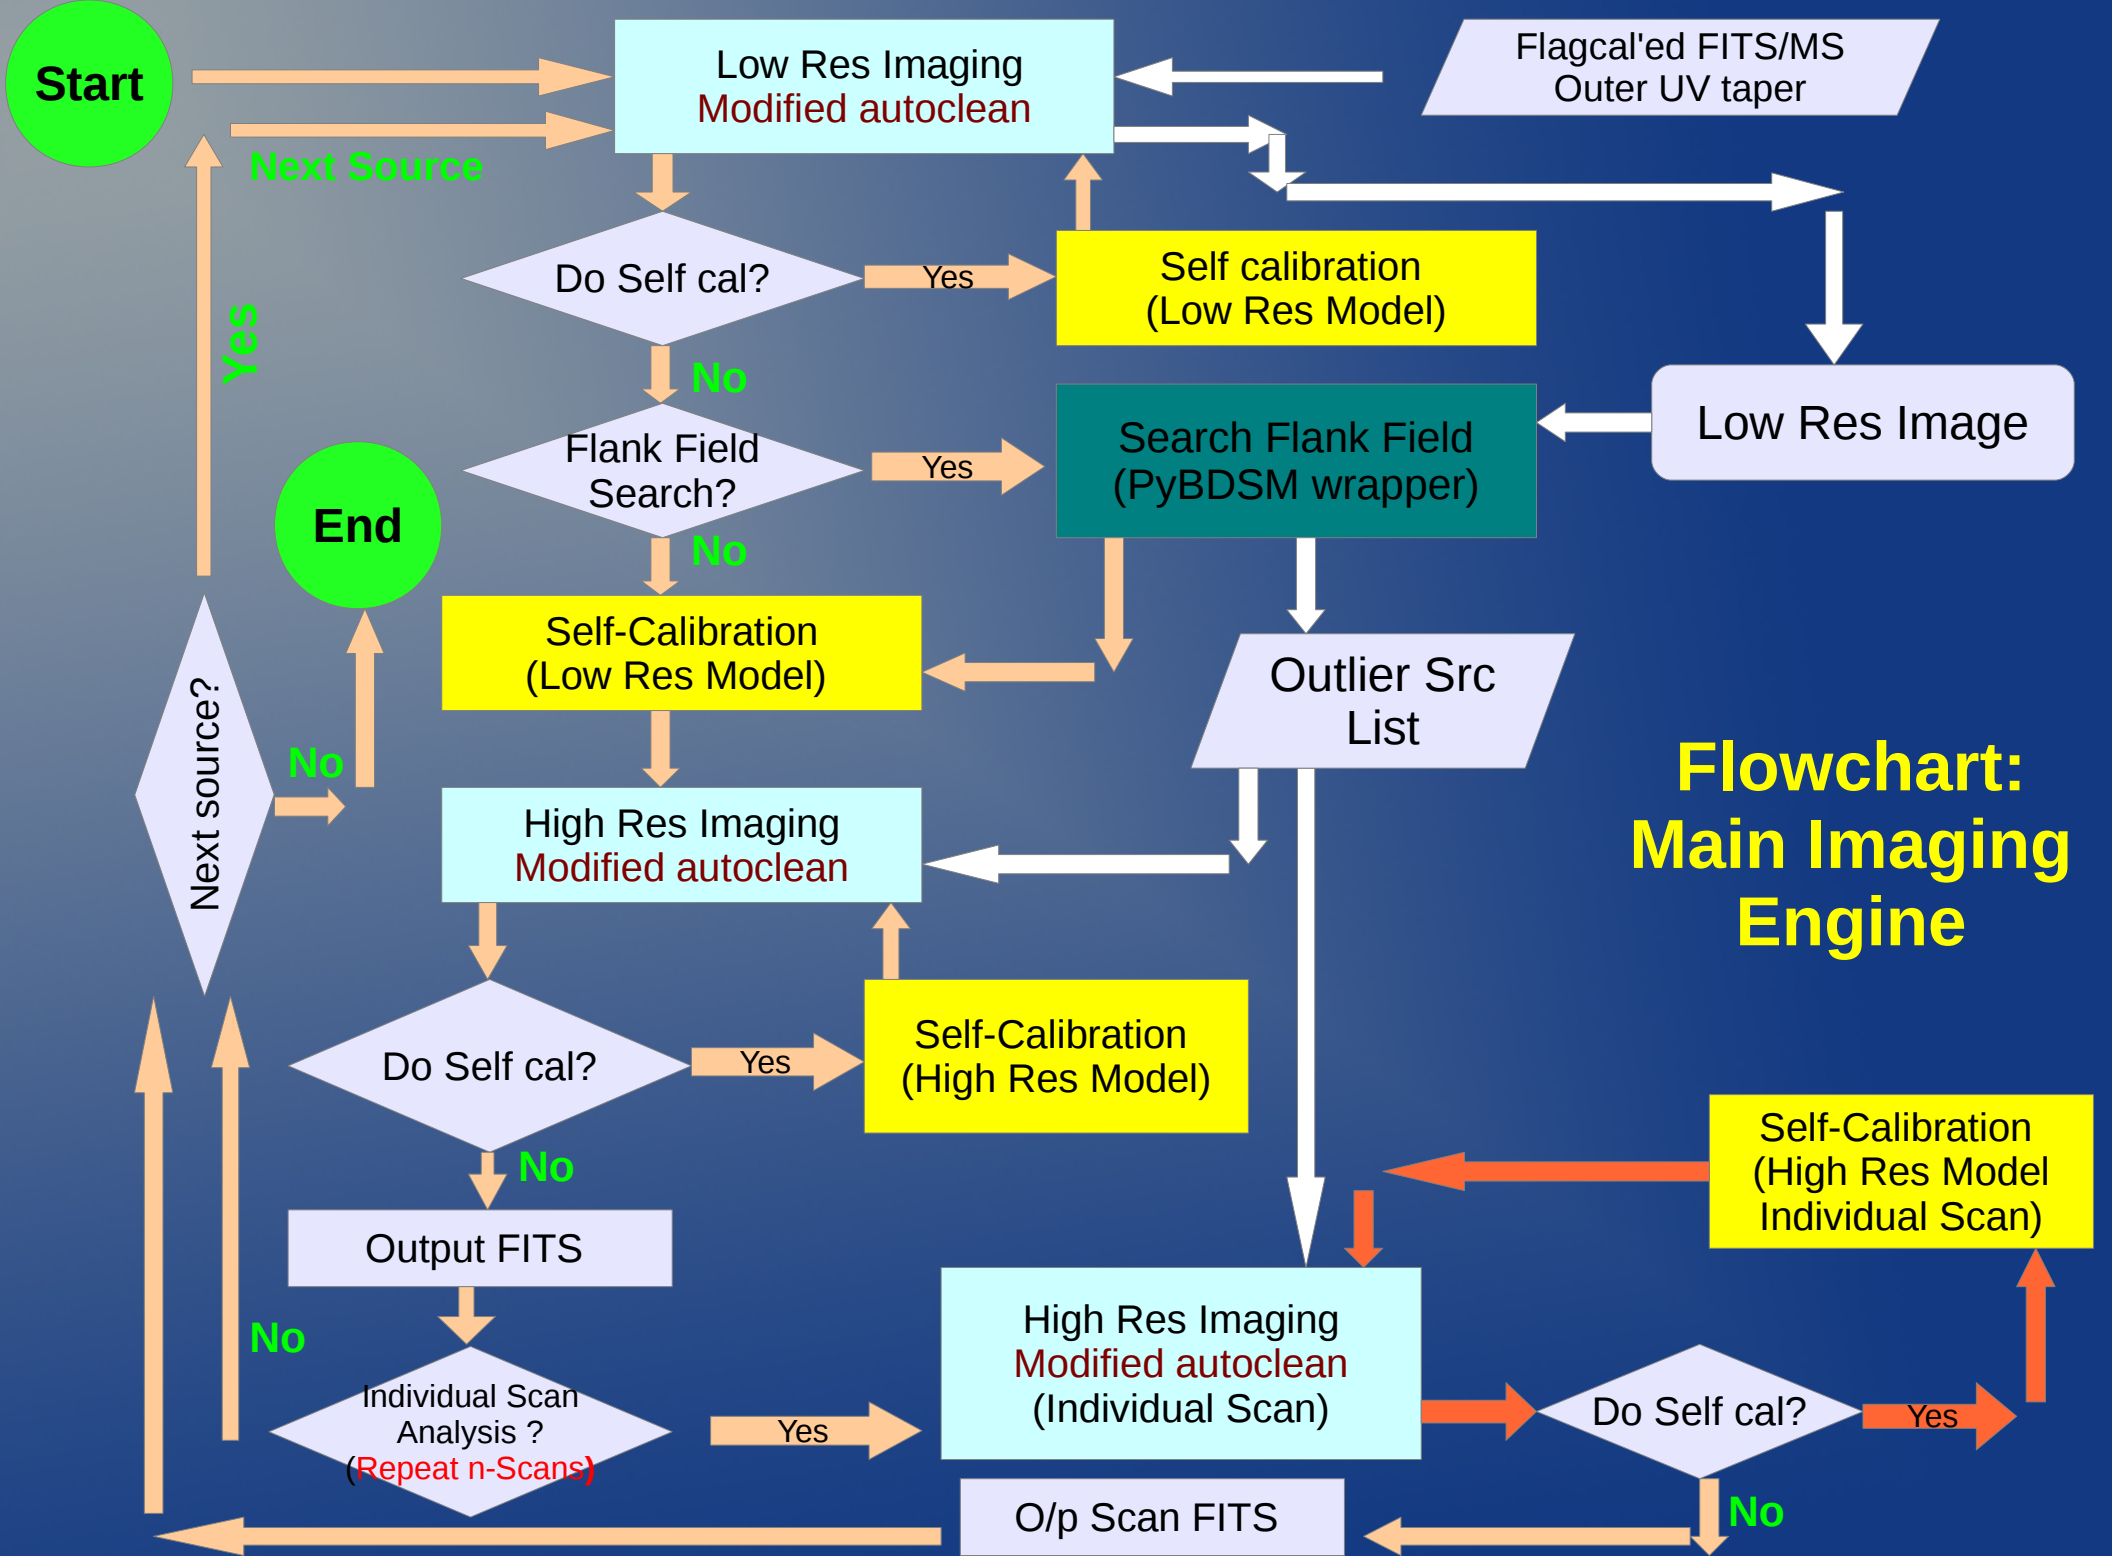 Start
Low Res Imaging
Modified autoclean
Flagcal'ed FITS/MS
Outer UV taper
Next Source
Do Self cal?
Yes
Self calibration
(Low Res Model)
Yes
No
Flank Field
Search?
Yes
Search Flank Field
(PyBDSM wrapper)
Low Res Image
End
No
Self-Calibration
(Low Res Model)
Outlier Src
List
Next source?
No
Flowchart:
Main Imaging
Engine
High Res Imaging
Modified autoclean
Do Self cal?
Yes
Self-Calibration
(High Res Model)
No
Output FITS
Self-Calibration
(High Res Model
Individual Scan)
No
Individual Scan
Analysis ?
(Repeat n-Scans)
Yes
High Res Imaging
Modified autoclean
(Individual Scan)
Do Self cal?
Yes
No
O/p Scan FITS